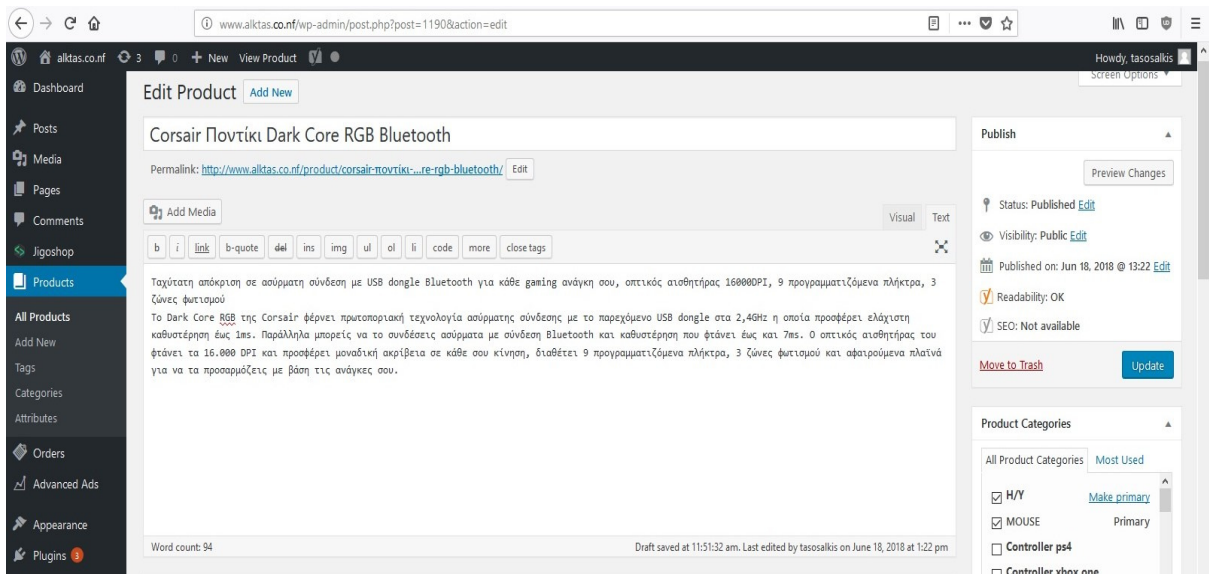 www.alktas.co.nf/wp-admin/post.php?post=1190&action=edit
alktas.co.nf 3 0 + New View Product Howdy, tasosalkis
Screen Options
Dashboard
Posts
Media
Pages
Comments
Jigoshop
Products
All Products
Add New
Tags
Categories
Attributes
Orders
Advanced Ads
Appearance
Plugins 3
Edit Product Add New
Corsair Ποντίκι Dark Core RGB Bluetooth
Permalink: http://www.alktas.co.nf/product/corsair-ποντίκι-...re-rgb-bluetooth/ Edit
Add Media
Visual Text
b i link b-quote del ins img ul ol li code more close tags
Ταχύτατη απόκριση σε ασύρματη σύνδεση με USB dongle Bluetooth για κάθε gaming ανάγκη σου, οπτικός αισθητήρας 16000DPI, 9 προγραμματιζόμενα πλήκτρα, 3
ζώνες φωτισμού
Το Dark Core RGB της Corsair φέρνει πρωτοποριακή τεχνολογία ασύρματης σύνδεσης με το παρεχόμενο USB dongle στα 2,4GHz η οποία προσφέρει ελάχιστη
καθυστέρηση έως 1ms. Παράλληλα μπορείς να το συνδέσεις ασύρματα με σύνδεση Bluetooth και καθυστέρηση που φτάνει έως και 7ms. Ο οπτικός αισθητήρας του
φτάνει τα 16.000 DPI και προσφέρει μοναδική ακρίβεια σε κάθε σου κίνηση, διαθέτει 9 προγραμματιζόμενα πλήκτρα, 3 ζώνες φωτισμού και αφαιρούμενα πλαϊνά
για να τα προσαρμόζεις με βάση τις ανάγκες σου.
Word count: 94
Draft saved at 11:51:32 am. Last edited by tasosalkis on June 18, 2018 at 1:22 pm
Publish
Preview Changes
Status: Published Edit
Visibility: Public Edit
Published on: Jun 18, 2018 @ 13:22 Edit
Readability: OK
SEO: Not available
Move to Trash Update
Product Categories
All Product Categories Most Used
Η/Υ Make primary
MOUSE Primary
Controller ps4
Controller xbox one